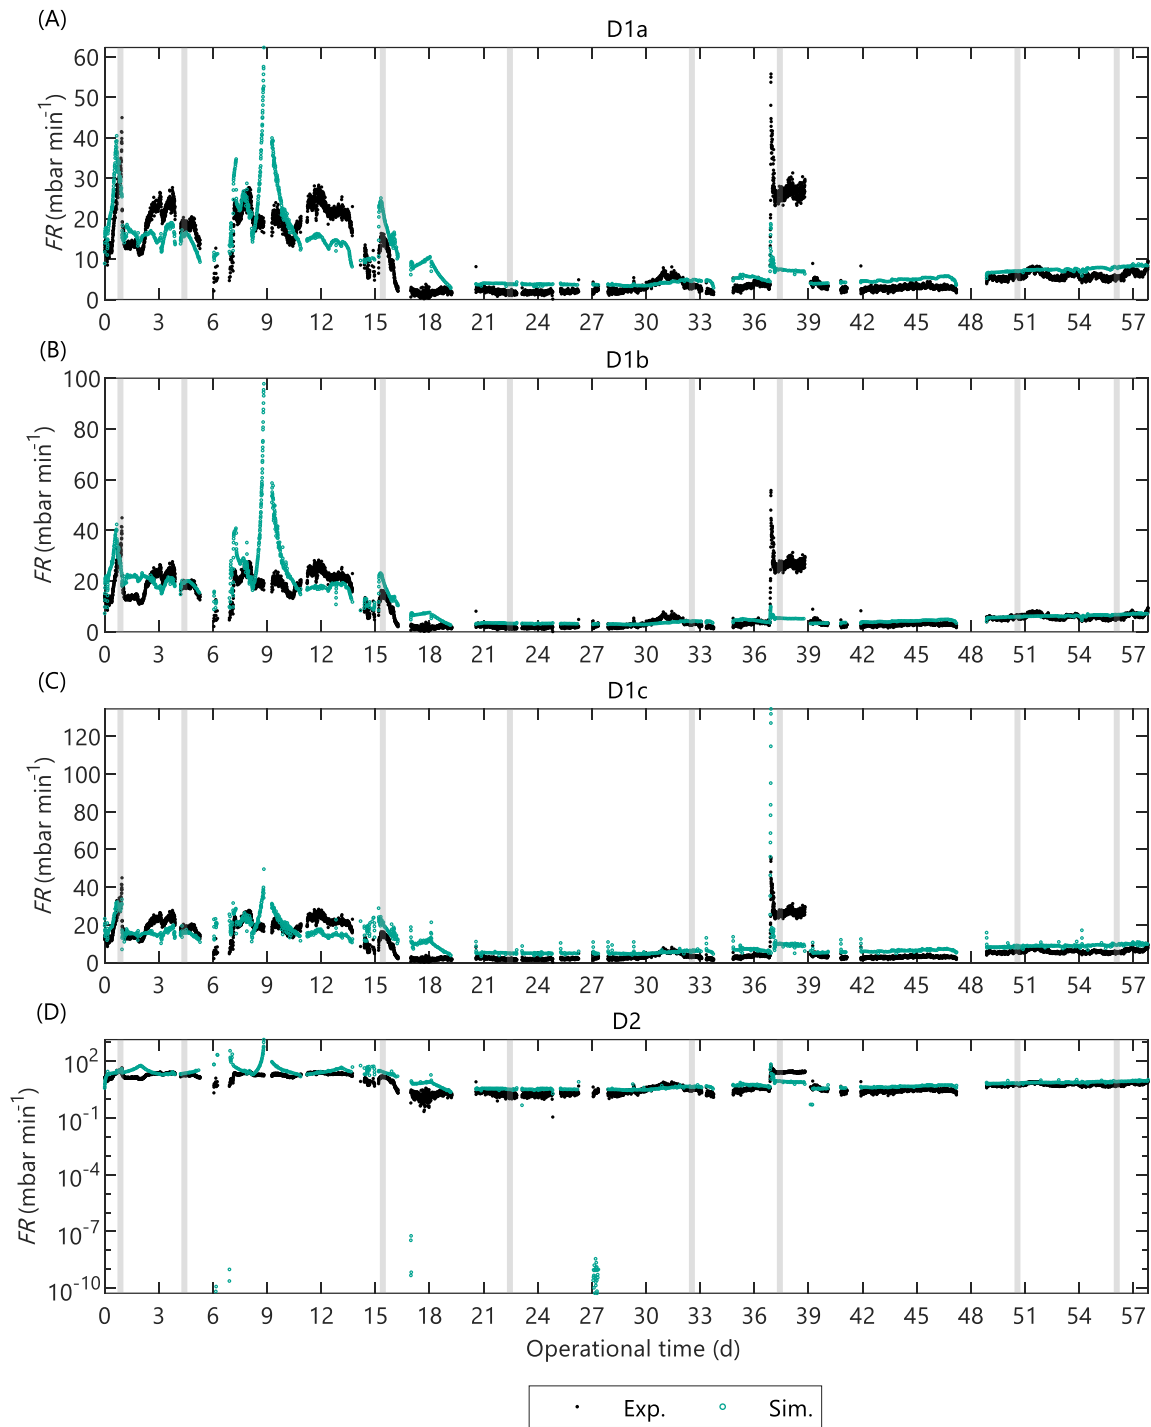 (A)
D1a
FR (mbar min⁻¹)
60
50
40
30
20
10
0
0 3 6 9 12 15 18 21 24 27 30 33 36 39 42 45 48 51 54 57
(B)
D1b
FR (mbar min⁻¹)
100
80
60
40
20
0
0 3 6 9 12 15 18 21 24 27 30 33 36 39 42 45 48 51 54 57
(C)
D1c
FR (mbar min⁻¹)
120
100
80
60
40
20
0
0 3 6 9 12 15 18 21 24 27 30 33 36 39 42 45 48 51 54 57
(D)
D2
FR (mbar min⁻¹)
10²
10⁻¹
10⁻⁴
10⁻⁷
10⁻¹⁰
0 3 6 9 12 15 18 21 24 27 30 33 36 39 42 45 48 51 54 57
Operational time (d)
Exp. Sim.